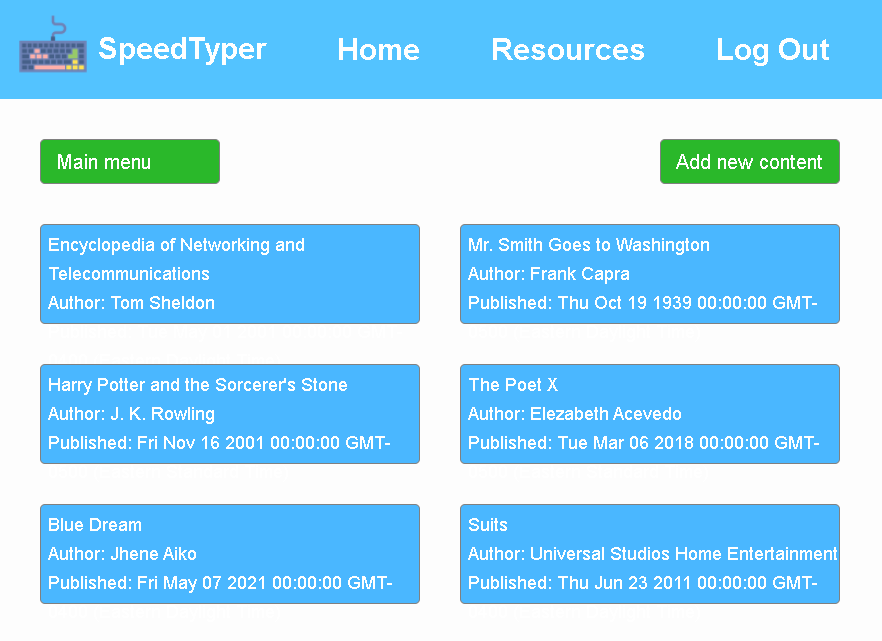 SpeedTyper Home Resources Log Out
Main menu
Add new content
Encyclopedia of Networking and
Telecommunications
Author: Tom Sheldon
Mr. Smith Goes to Washington
Author: Frank Capra
Published: Thu Oct 19 1939 00:00:00 GMT-
Harry Potter and the Sorcerer's Stone
Author: J. K. Rowling
Published: Fri Nov 16 2001 00:00:00 GMT-
The Poet X
Author: Elezabeth Acevedo
Published: Tue Mar 06 2018 00:00:00 GMT-
Blue Dream
Author: Jhene Aiko
Published: Fri May 07 2021 00:00:00 GMT-
Suits
Author: Universal Studios Home Entertainment
Published: Thu Jun 23 2011 00:00:00 GMT-